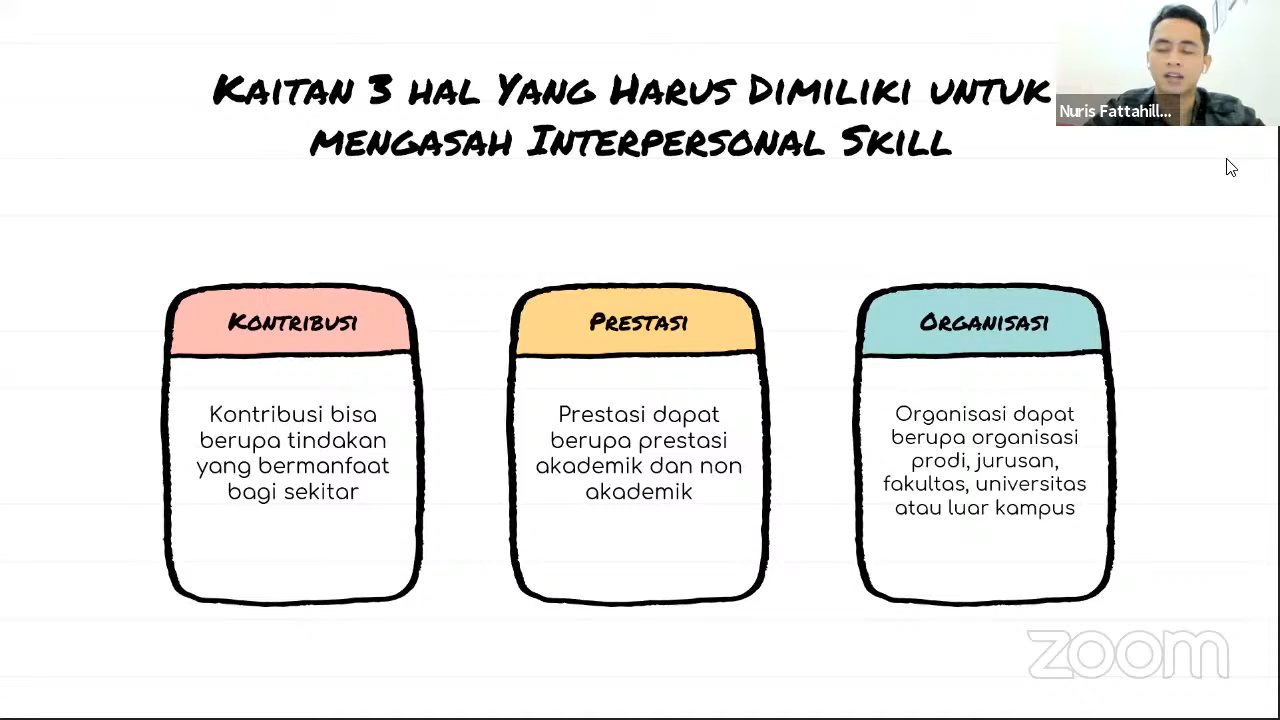 Kaitan 3 hal Yang Harus Dimiliki untuk
mengasah Interpersonal Skill
Nuris Fattahill...
Kontribusi
Kontribusi bisa
berupa tindakan
yang bermanfaat
bagi sekitar
Prestasi
Prestasi dapat
berupa prestasi
akademik dan non
akademik
Organisasi
Organisasi dapat
berupa organisasi
prodi, jurusan,
fakultas, universitas
atau luar kampus
zoom